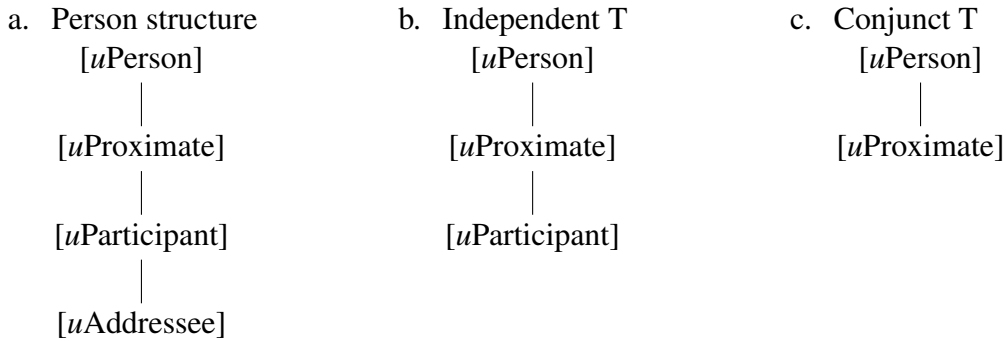 a. Person structure b. Independent T c. Conjunct T
[uPerson] [uPerson] [uPerson]
[uProximate] [uProximate] [uProximate]
[uParticipant] [uParticipant]
[uAddressee]